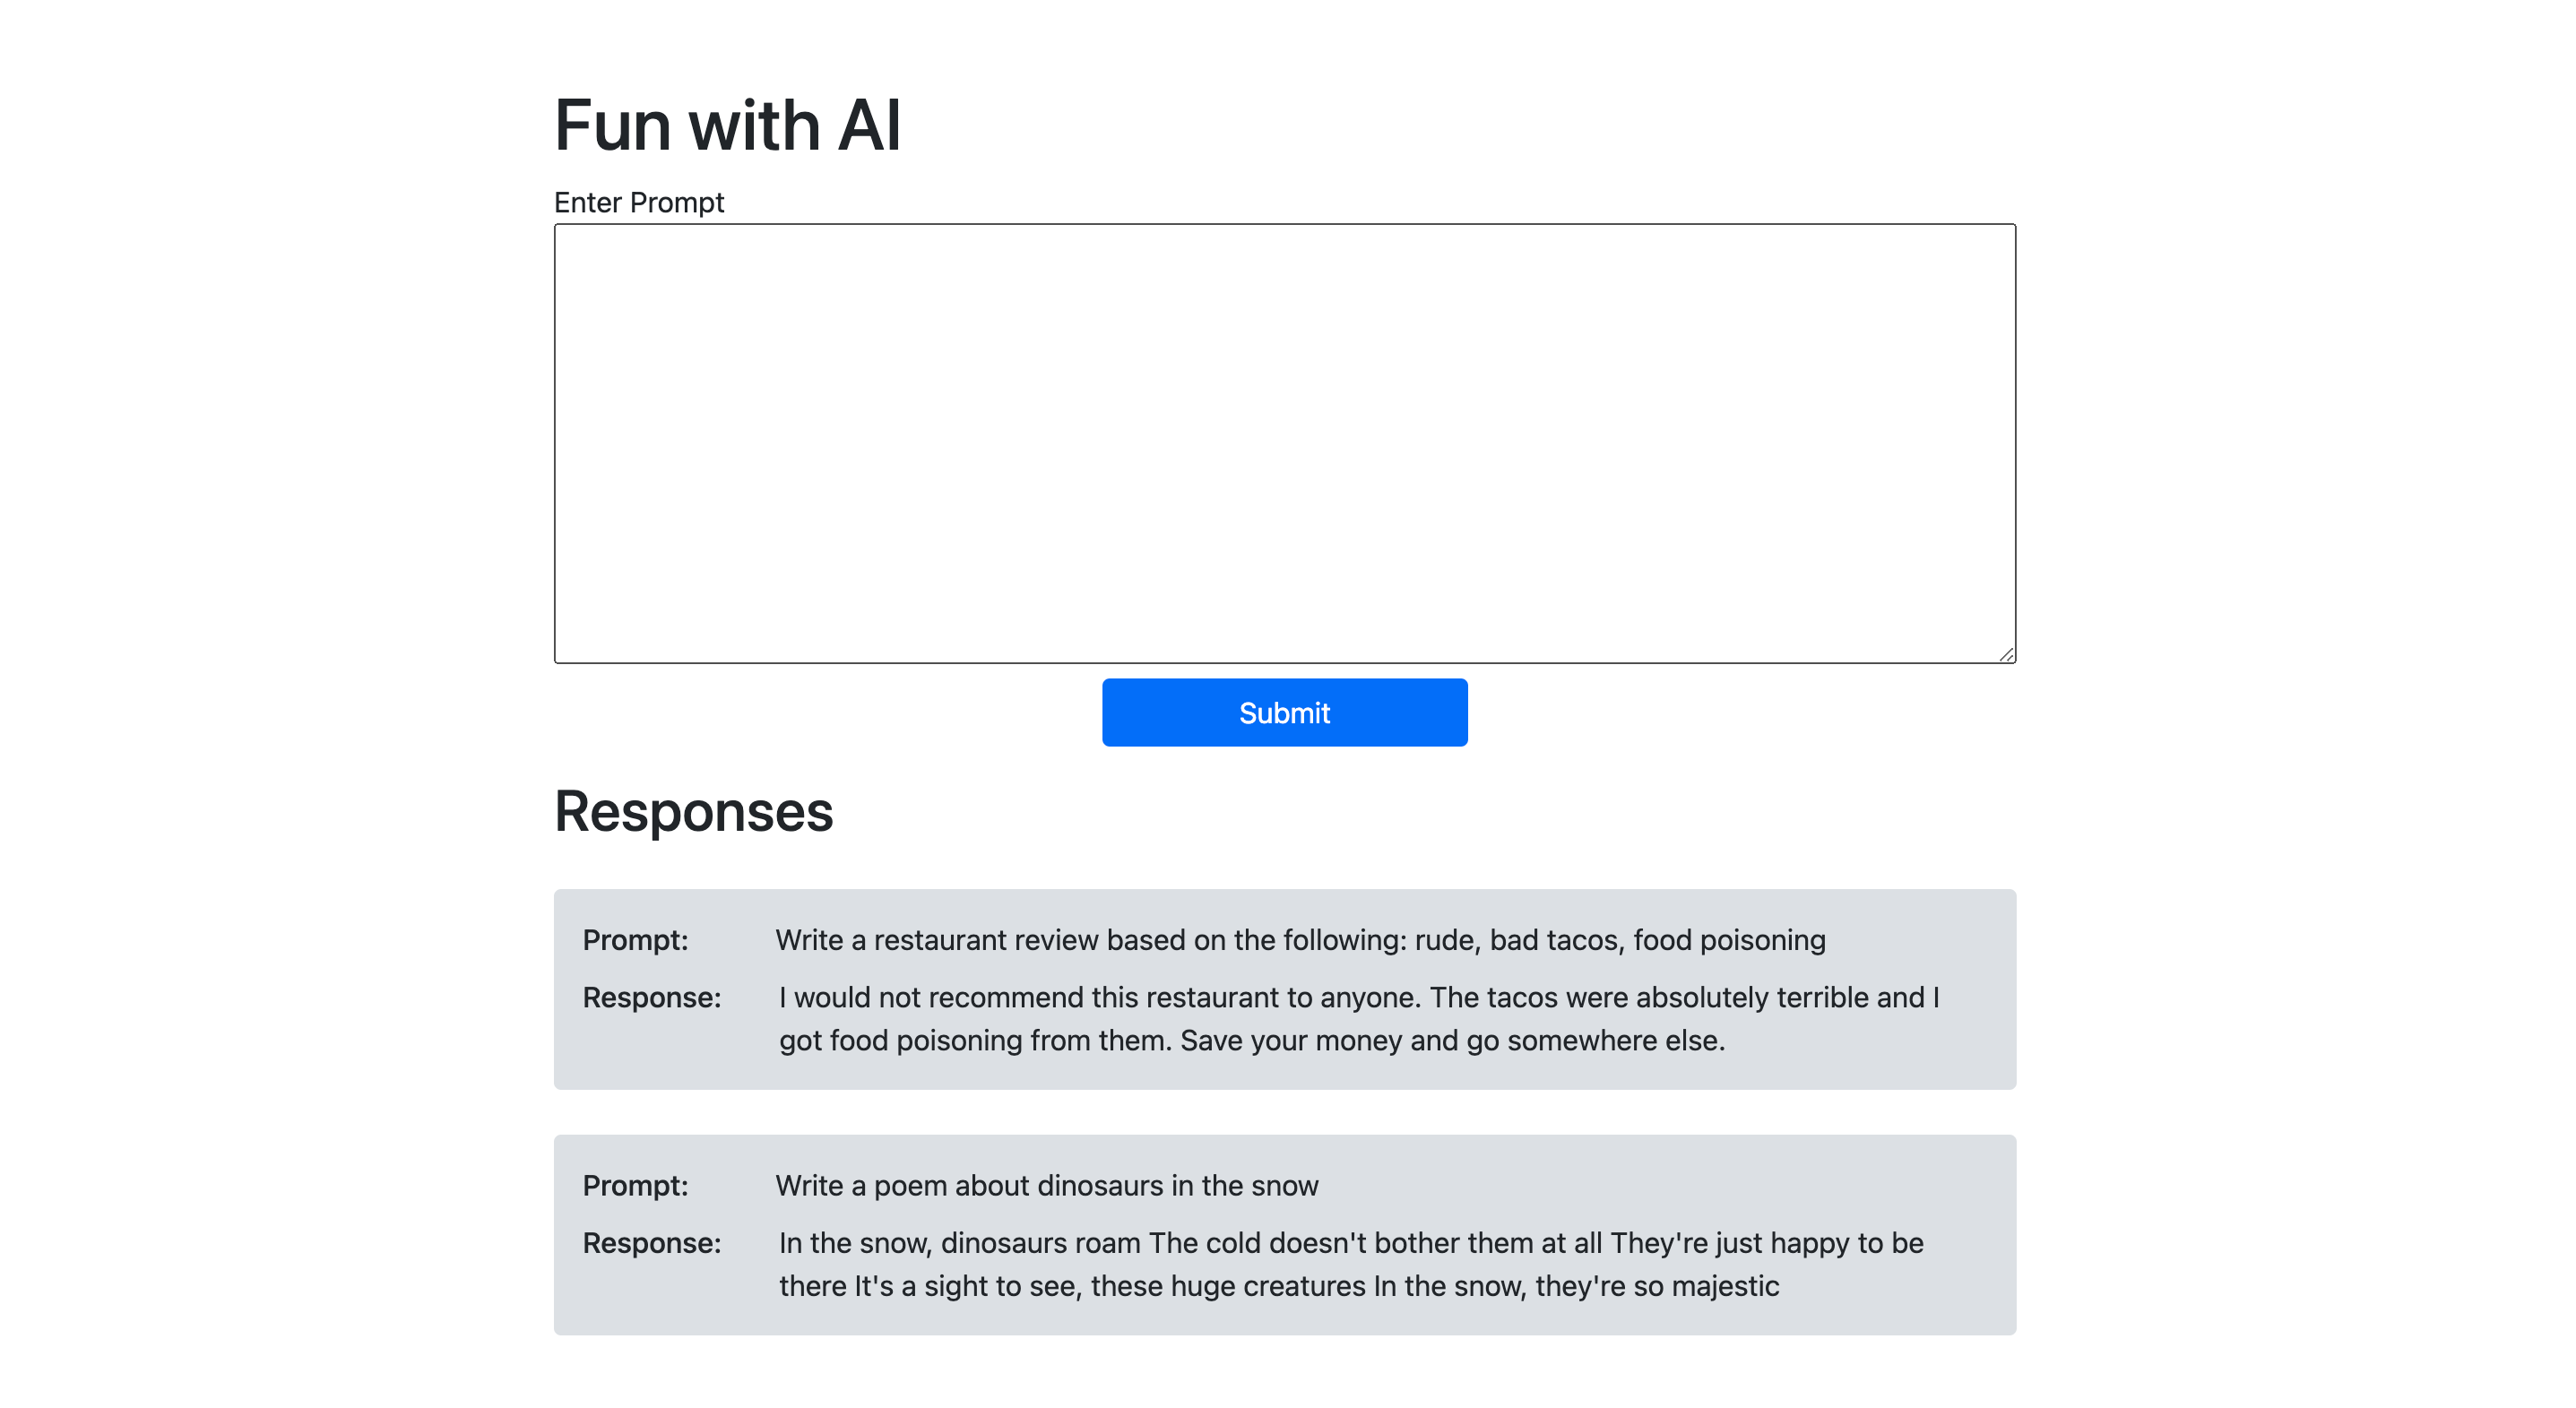 Fun with AI
Enter Prompt
Submit
Responses
Prompt: Write a restaurant review based on the following: rude, bad tacos, food poisoning
Response: I would not recommend this restaurant to anyone. The tacos were absolutely terrible and I
got food poisoning from them. Save your money and go somewhere else.
Prompt: Write a poem about dinosaurs in the snow
Response: In the snow, dinosaurs roam The cold doesn't bother them at all They're just happy to be
there It's a sight to see, these huge creatures In the snow, they're so majestic